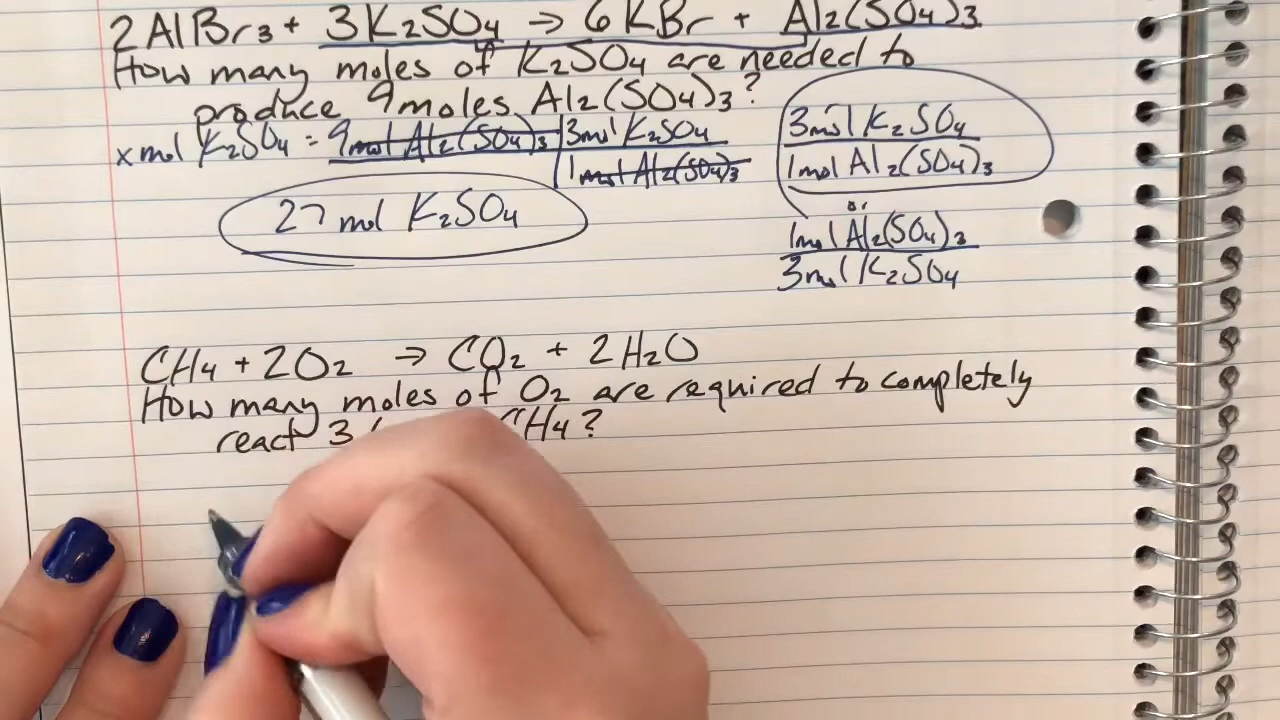 2AlBr3 + 3K2SO4 → 6KBr + Al2(SO4)3
How many moles of K2SO4 are needed to
produce 9 moles Al2(SO4)3?
x mol K2SO4 = 9 mol Al2(SO4)3 | 3 mol K2SO4
1 mol Al2(SO4)3
27 mol K2SO4
3 mol K2SO4
1 mol Al2(SO4)3
or
1 mol Al2(SO4)3
3 mol K2SO4
CH4 + 2O2 → CO2 + 2H2O
How many moles of O2 are required to completely
react 3 CH4?